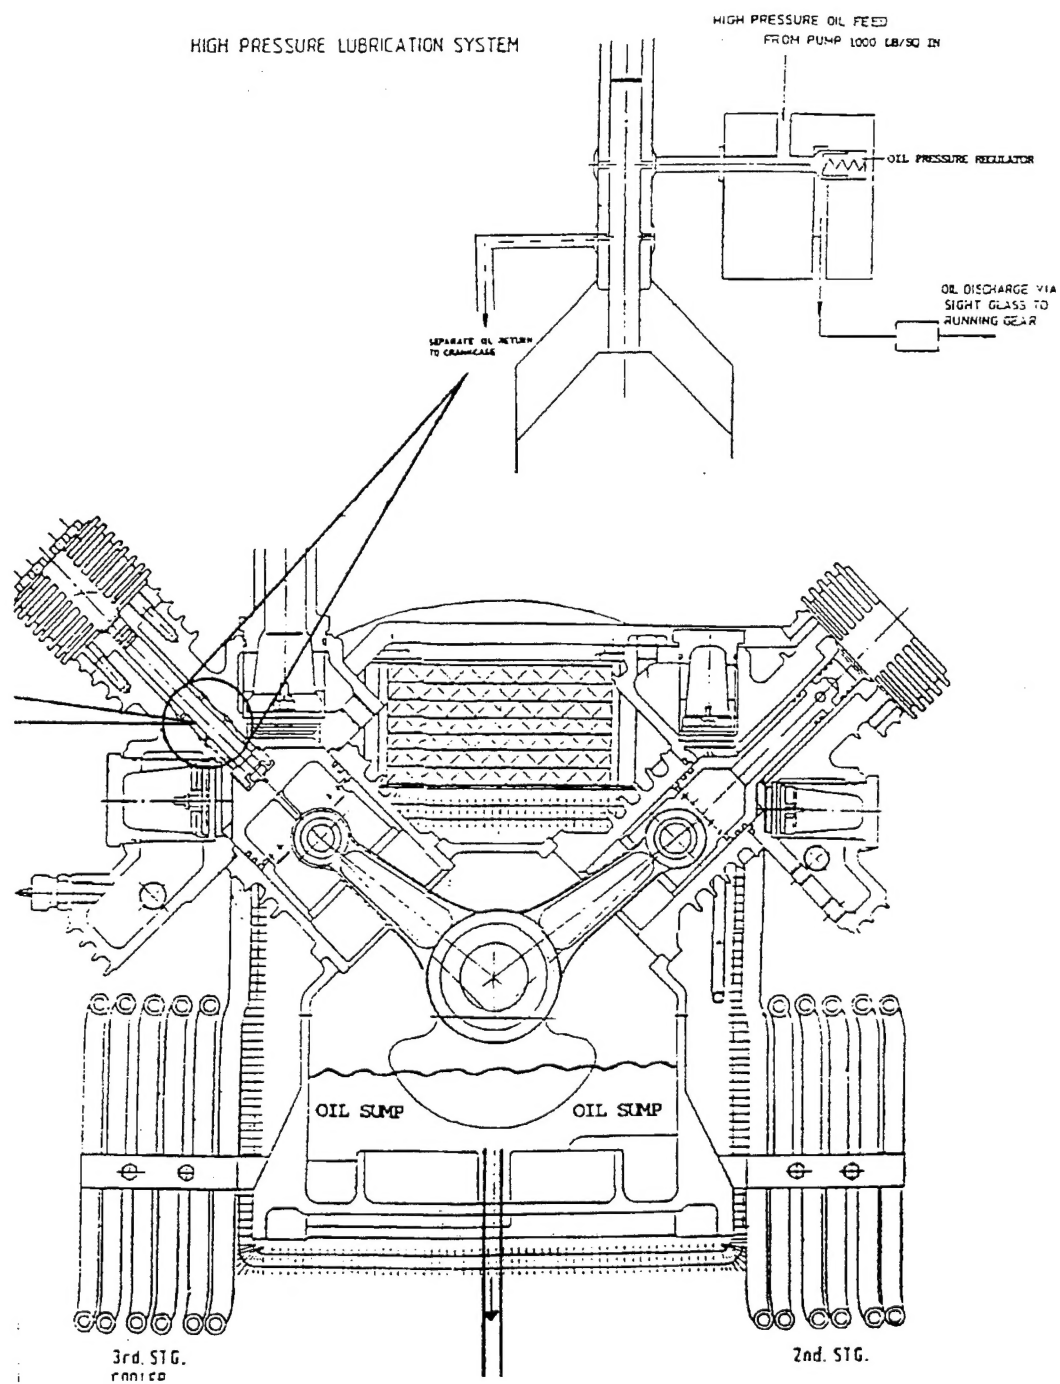 HIGH PRESSURE LUBRICATION SYSTEM
HIGH PRESSURE OIL FEED
FROM PUMP 1000 LB/SQ IN
OIL PRESSURE REGULATOR
OIL DISCHARGE VIA
SIGHT GLASS TO
RUNNING GEAR
SEPARATE OIL RETURN
TO CRANKCASE
OIL SUMP
OIL SUMP
3rd. STG.
COOLER
2nd. STG.